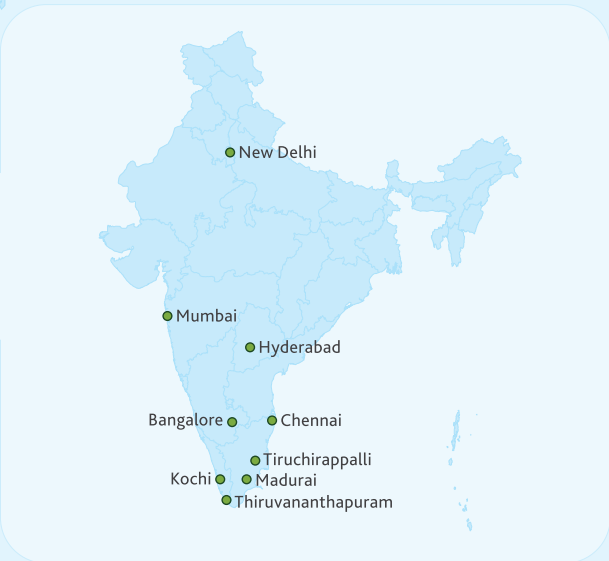 New Delhi
Mumbai
Hyderabad
Bangalore
Chennai
Tiruchirappalli
Kochi
Madurai
Thiruvananthapuram